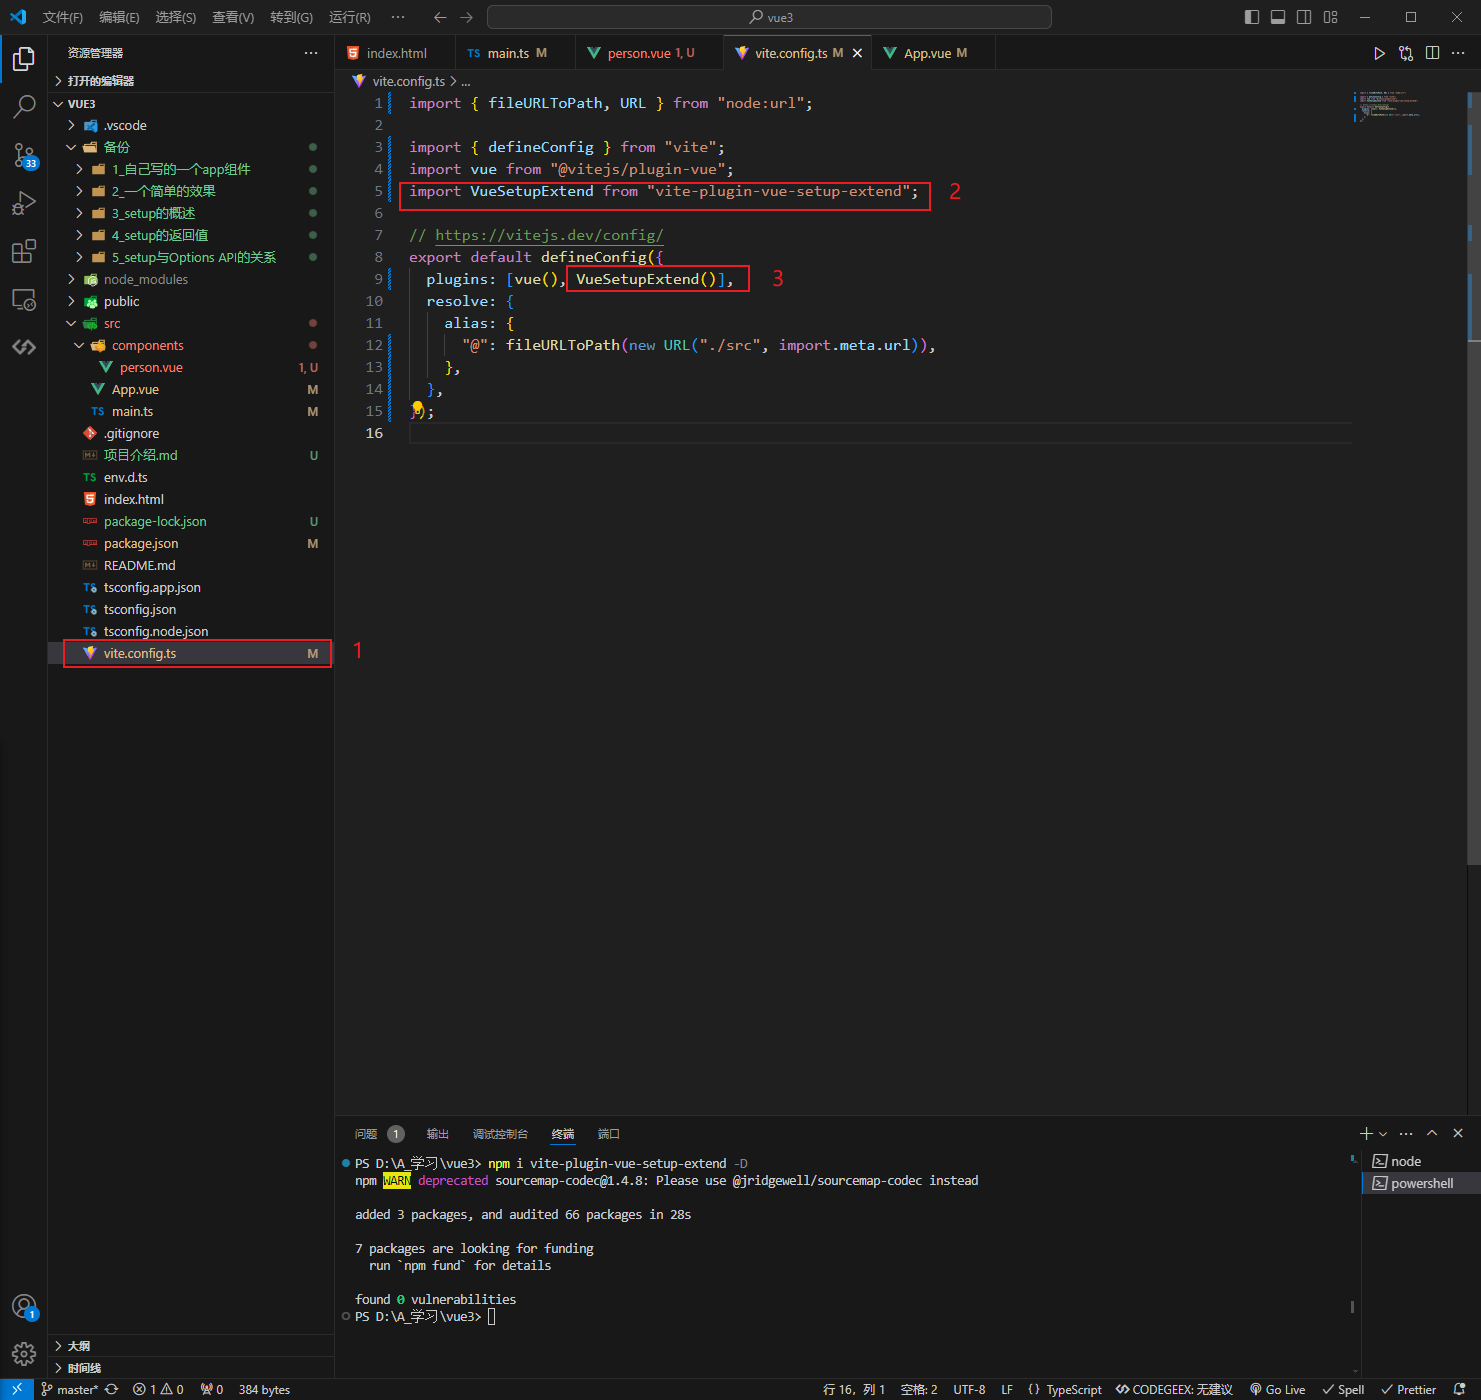 文件(F) 编辑(E) 选择(S) 查看(V) 转到(G) 运行(R) ··· vue3
资源管理器 ···
打开的编辑器
VUE3
.vscode
备份
1_自己写的一个app组件
2_一个简单的效果
3_setup的概述
4_setup的返回值
5_setup与Options API的关系
node_modules
public
src
components
person.vue 1, U
App.vue M
TS main.ts M
.gitignore
项目介绍.md U
TS env.d.ts
index.html
package-lock.json U
package.json M
README.md
TS tsconfig.app.json
TS tsconfig.json
TS tsconfig.node.json
vite.config.ts M 1
大纲
时间线
index.html TS main.ts M person.vue 1, U vite.config.ts M App.vue M
vite.config.ts > ...
1 import { fileURLToPath, URL } from "node:url";
2
3 import { defineConfig } from "vite";
4 import vue from "@vitejs/plugin-vue";
5 import VueSetupExtend from "vite-plugin-vue-setup-extend"; 2
6
7 // https://vitejs.dev/config/
8 export default defineConfig({
9 plugins: [vue(), VueSetupExtend()], 3
10 resolve: {
11 alias: {
12 "@": fileURLToPath(new URL("./src", import.meta.url)),
13 },
14 },
15 });
16
问题 1 输出 调试控制台 终端 端口
PS D:\A_学习\vue3> npm i vite-plugin-vue-setup-extend -D
npm WARN deprecated sourcemap-codec@1.4.8: Please use @jridgewell/sourcemap-codec instead
added 3 packages, and audited 66 packages in 28s
7 packages are looking for funding
run `npm fund` for details
found 0 vulnerabilities
PS D:\A_学习\vue3>
node
powershell
33
1
master* 1 0 0 384 bytes 行 16，列 1 空格: 2 UTF-8 LF { } TypeScript CODEGEEX: 无建议 Go Live Spell Prettier